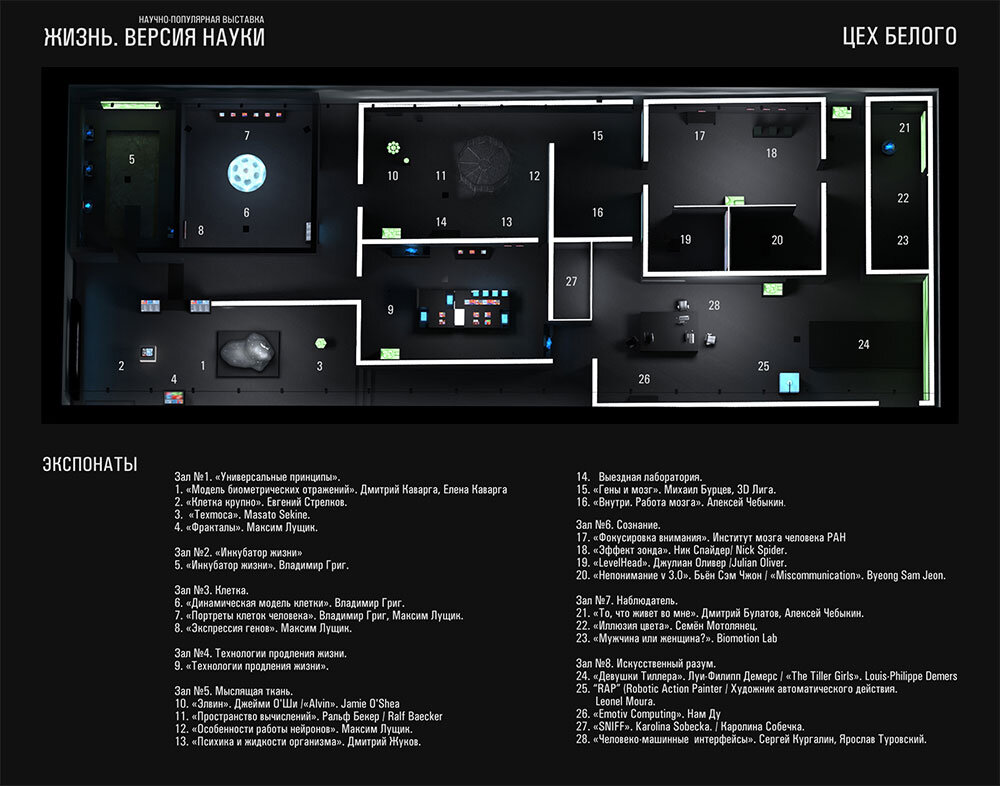 НАУЧНО-ПОПУЛЯРНАЯ ВЫСТАВКА
ЖИЗНЬ. ВЕРСИЯ НАУКИ
ЦЕХ БЕЛОГО
5
7
6
8
10
11
12
14
13
15
16
17
18
19
20
21
22
23
9
27
28
2
1
3
4
26
25
24
ЭКСПОНАТЫ
Зал №1. «Универсальные принципы».
1. «Модель биометрических отражений». Дмитрий Каварга, Елена Каварга
2. «Клетка крупно». Евгений Стрелков.
3. «Техmoca». Masato Sekine.
4. «Фракталы». Максим Лущик.
Зал №2. «Инкубатор жизни»
5. «Инкубатор жизни». Владимир Григ.
Зал №3. Клетка.
6. «Динамическая модель клетки». Владимир Григ.
7. «Портреты клеток человека». Владимир Григ, Максим Лущик.
8. «Экспрессия генов». Максим Лущик.
Зал №4. Технологии продления жизни.
9. «Технологии продления жизни».
Зал №5. Мыслящая ткань.
10. «Элвин». Джейми О'Ши /«Alvin». Jamie O'Shea
11. «Пространство вычислений». Ральф Бекер / Ralf Baecker
12. «Особенности работы нейронов». Максим Лущик.
13. «Психика и жидкости организма». Дмитрий Жуков.
14. Выездная лаборатория.
15. «Гены и мозг». Михаил Бурцев, 3D Лига.
16. «Внутри. Работа мозга». Алексей Чебыкин.
Зал №6. Сознание.
17. «Фокусировка внимания». Институт мозга человека РАН
18. «Эффект зонда». Ник Спайдер/ Nick Spider.
19. «LevelHead». Джулиан Оливер /Julian Oliver.
20. «Непонимание v 3.0». Бьён Сэм Чжон / «Miscommunication». Byeong Sam Jeon.
Зал №7. Наблюдатель.
21. «То, что живет во мне». Дмитрий Булатов, Алексей Чебыкин.
22. «Иллюзия цвета». Семён Мотолянец.
23. «Мужчина или женщина?». Biomotion Lab
Зал №8. Искусственный разум.
24. «Девушки Тиллера». Луи-Филипп Демерс / «The Tiller Girls». Louis-Philippe Demers
25. "RAP" (Robotic Action Painter / Художник автоматического действия.
Leonel Moura.
26. «Emotiv Computing». Нам Ду
27. «SNIFF». Karolina Sobecka. / Каролина Собечка.
28. «Человеко-машинные интерфейсы». Сергей Кургалин, Ярослав Туровский.